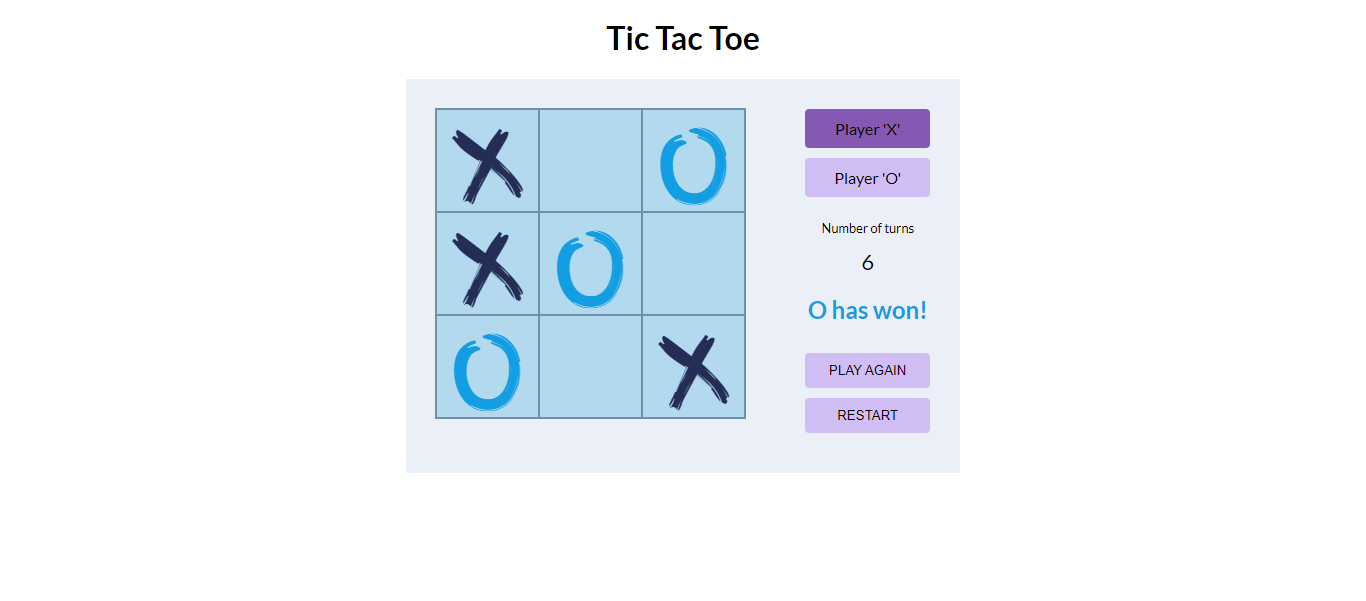 Tic Tac Toe
X O
X O
O X
Player 'X'
Player 'O'
Number of turns
6
O has won!
PLAY AGAIN
RESTART